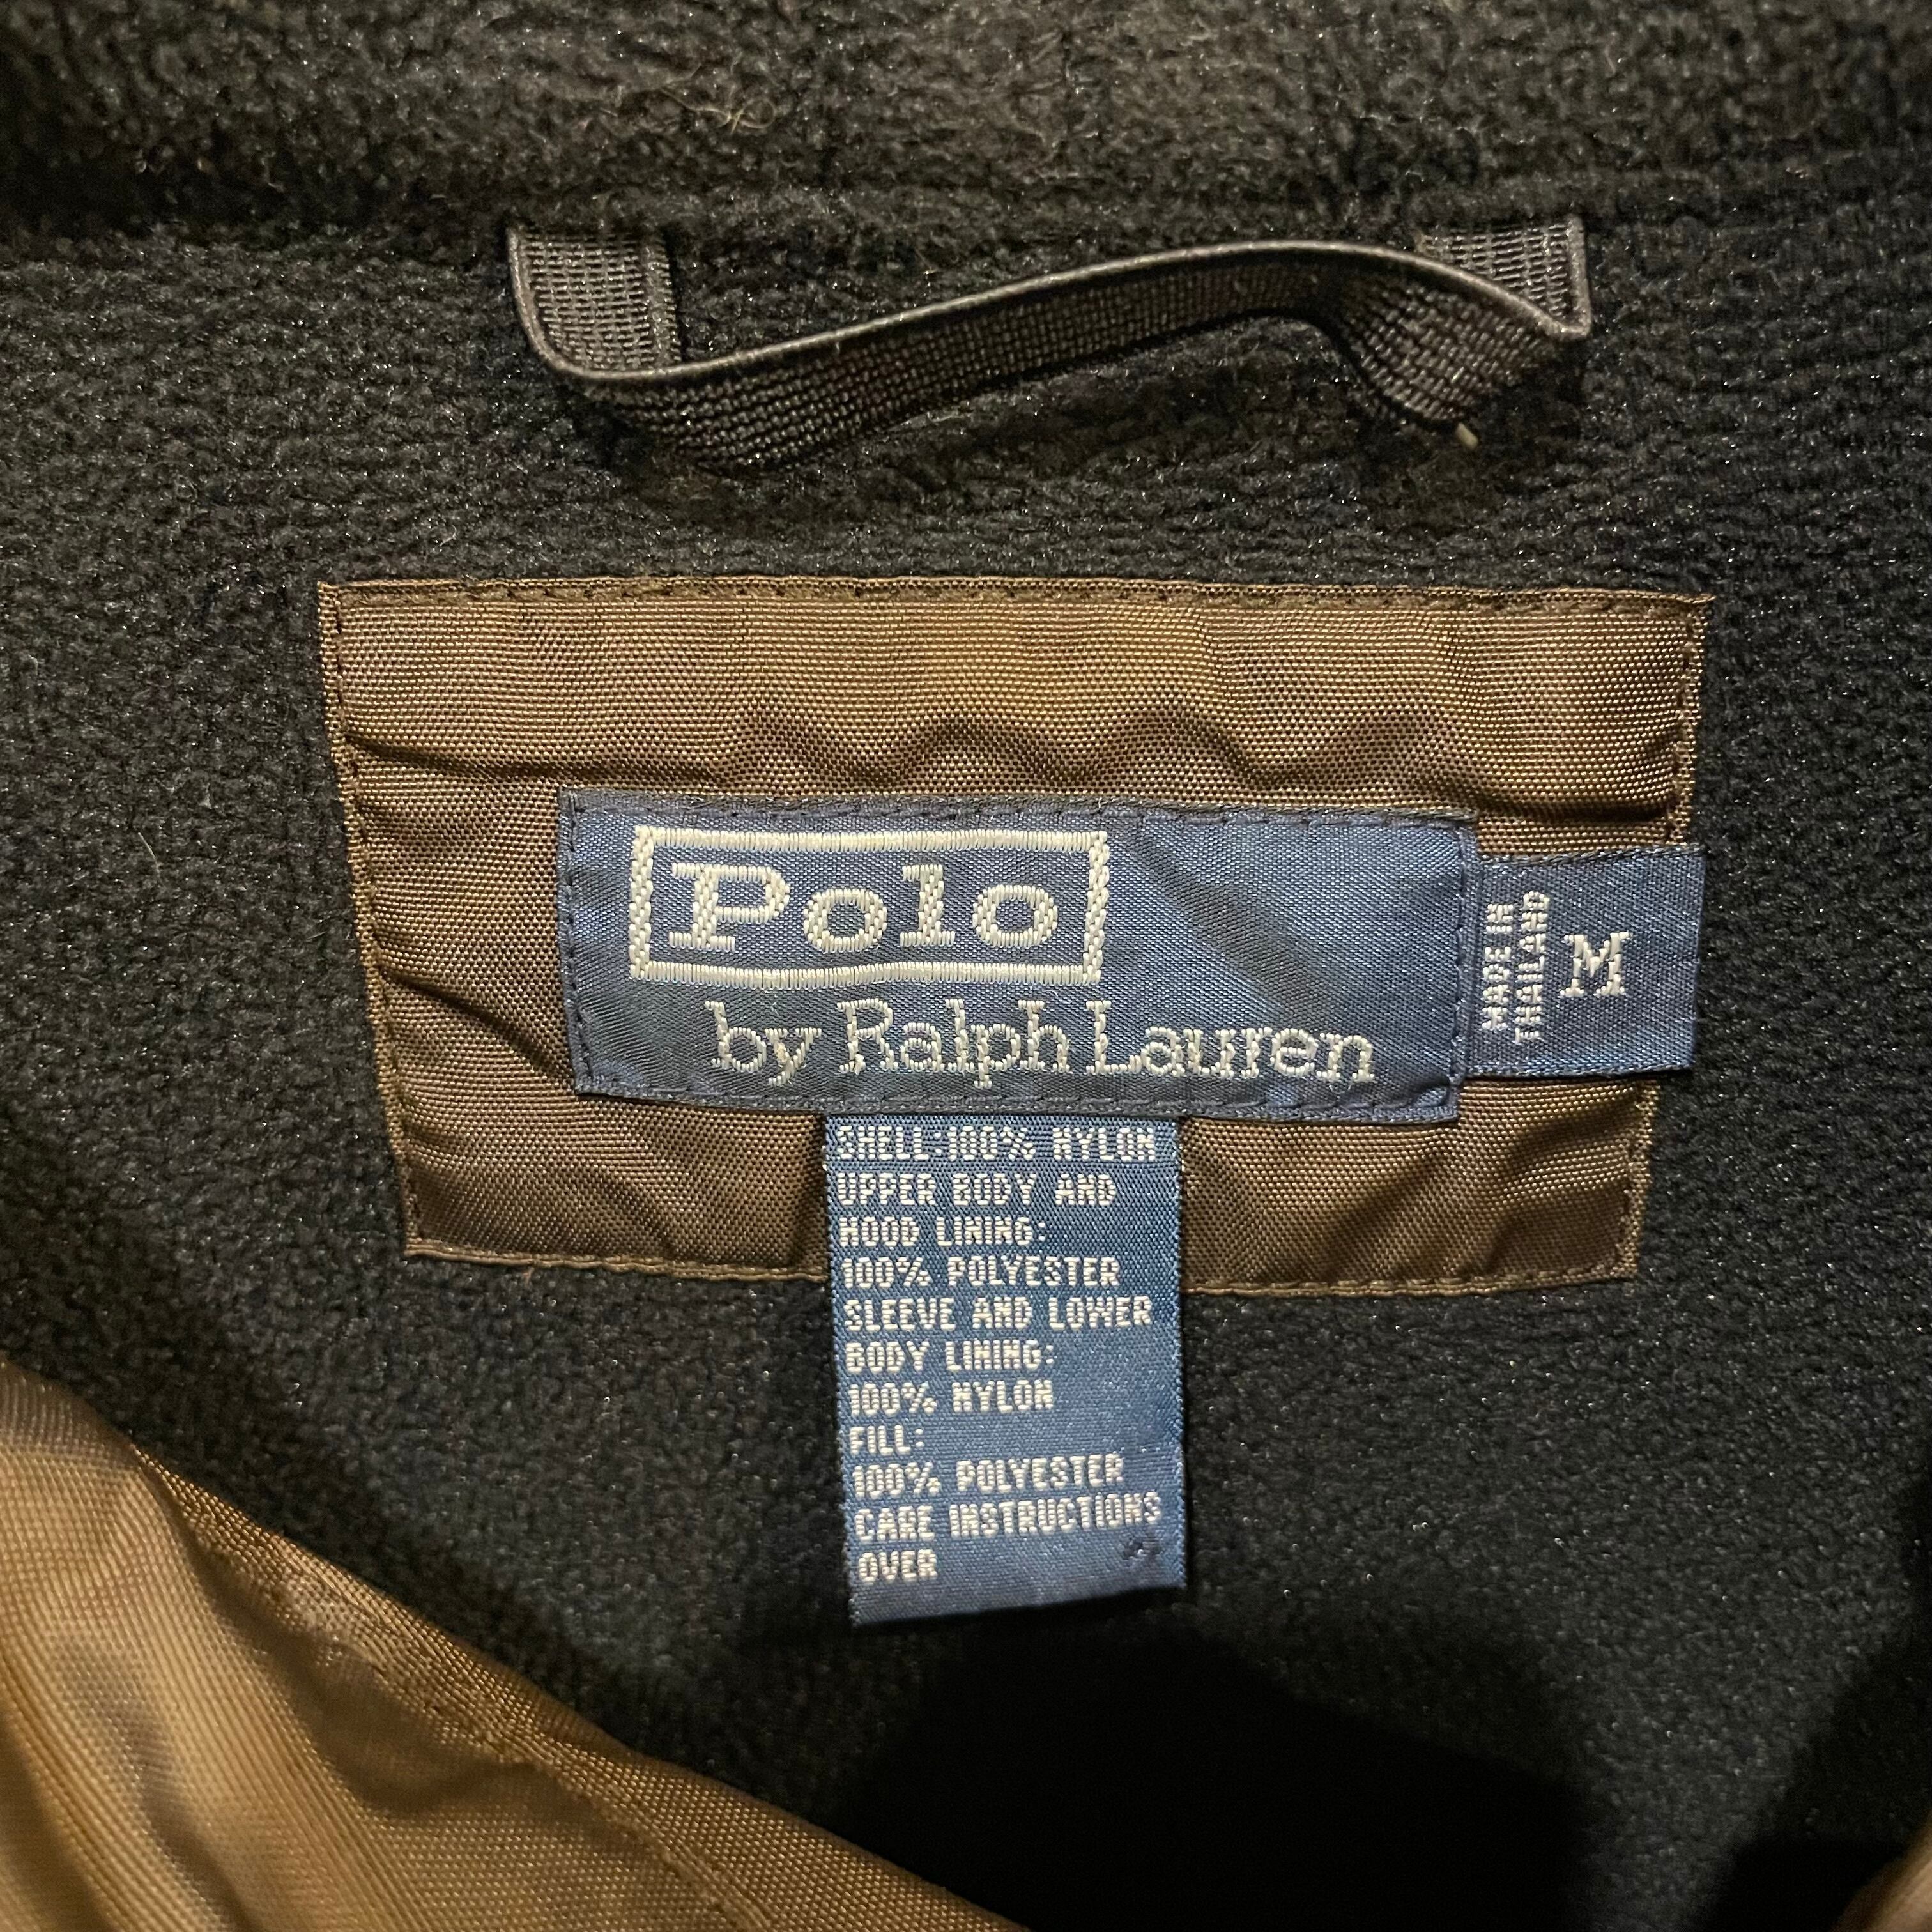 Polo
by Ralph Lauren
MADE IN
THAILAND
M
SHELL:100% NYLON
UPPER BODY AND
HOOD LINING:
100% POLYESTER
SLEEVE AND LOWER
BODY LINING:
100% NYLON
FILL:
100% POLYESTER
CARE INSTRUCTIONS
OVER